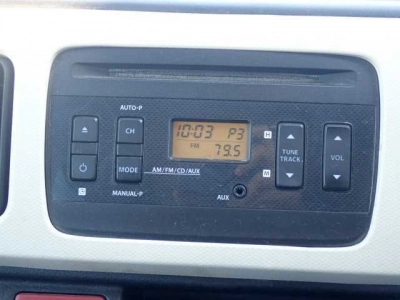 AUTO-P
CH
10:03 P3
FM 79.5
H
TUNE
TRACK
VOL
MODE
AM/FM/CD/AUX
M
MANUAL-P
AUX